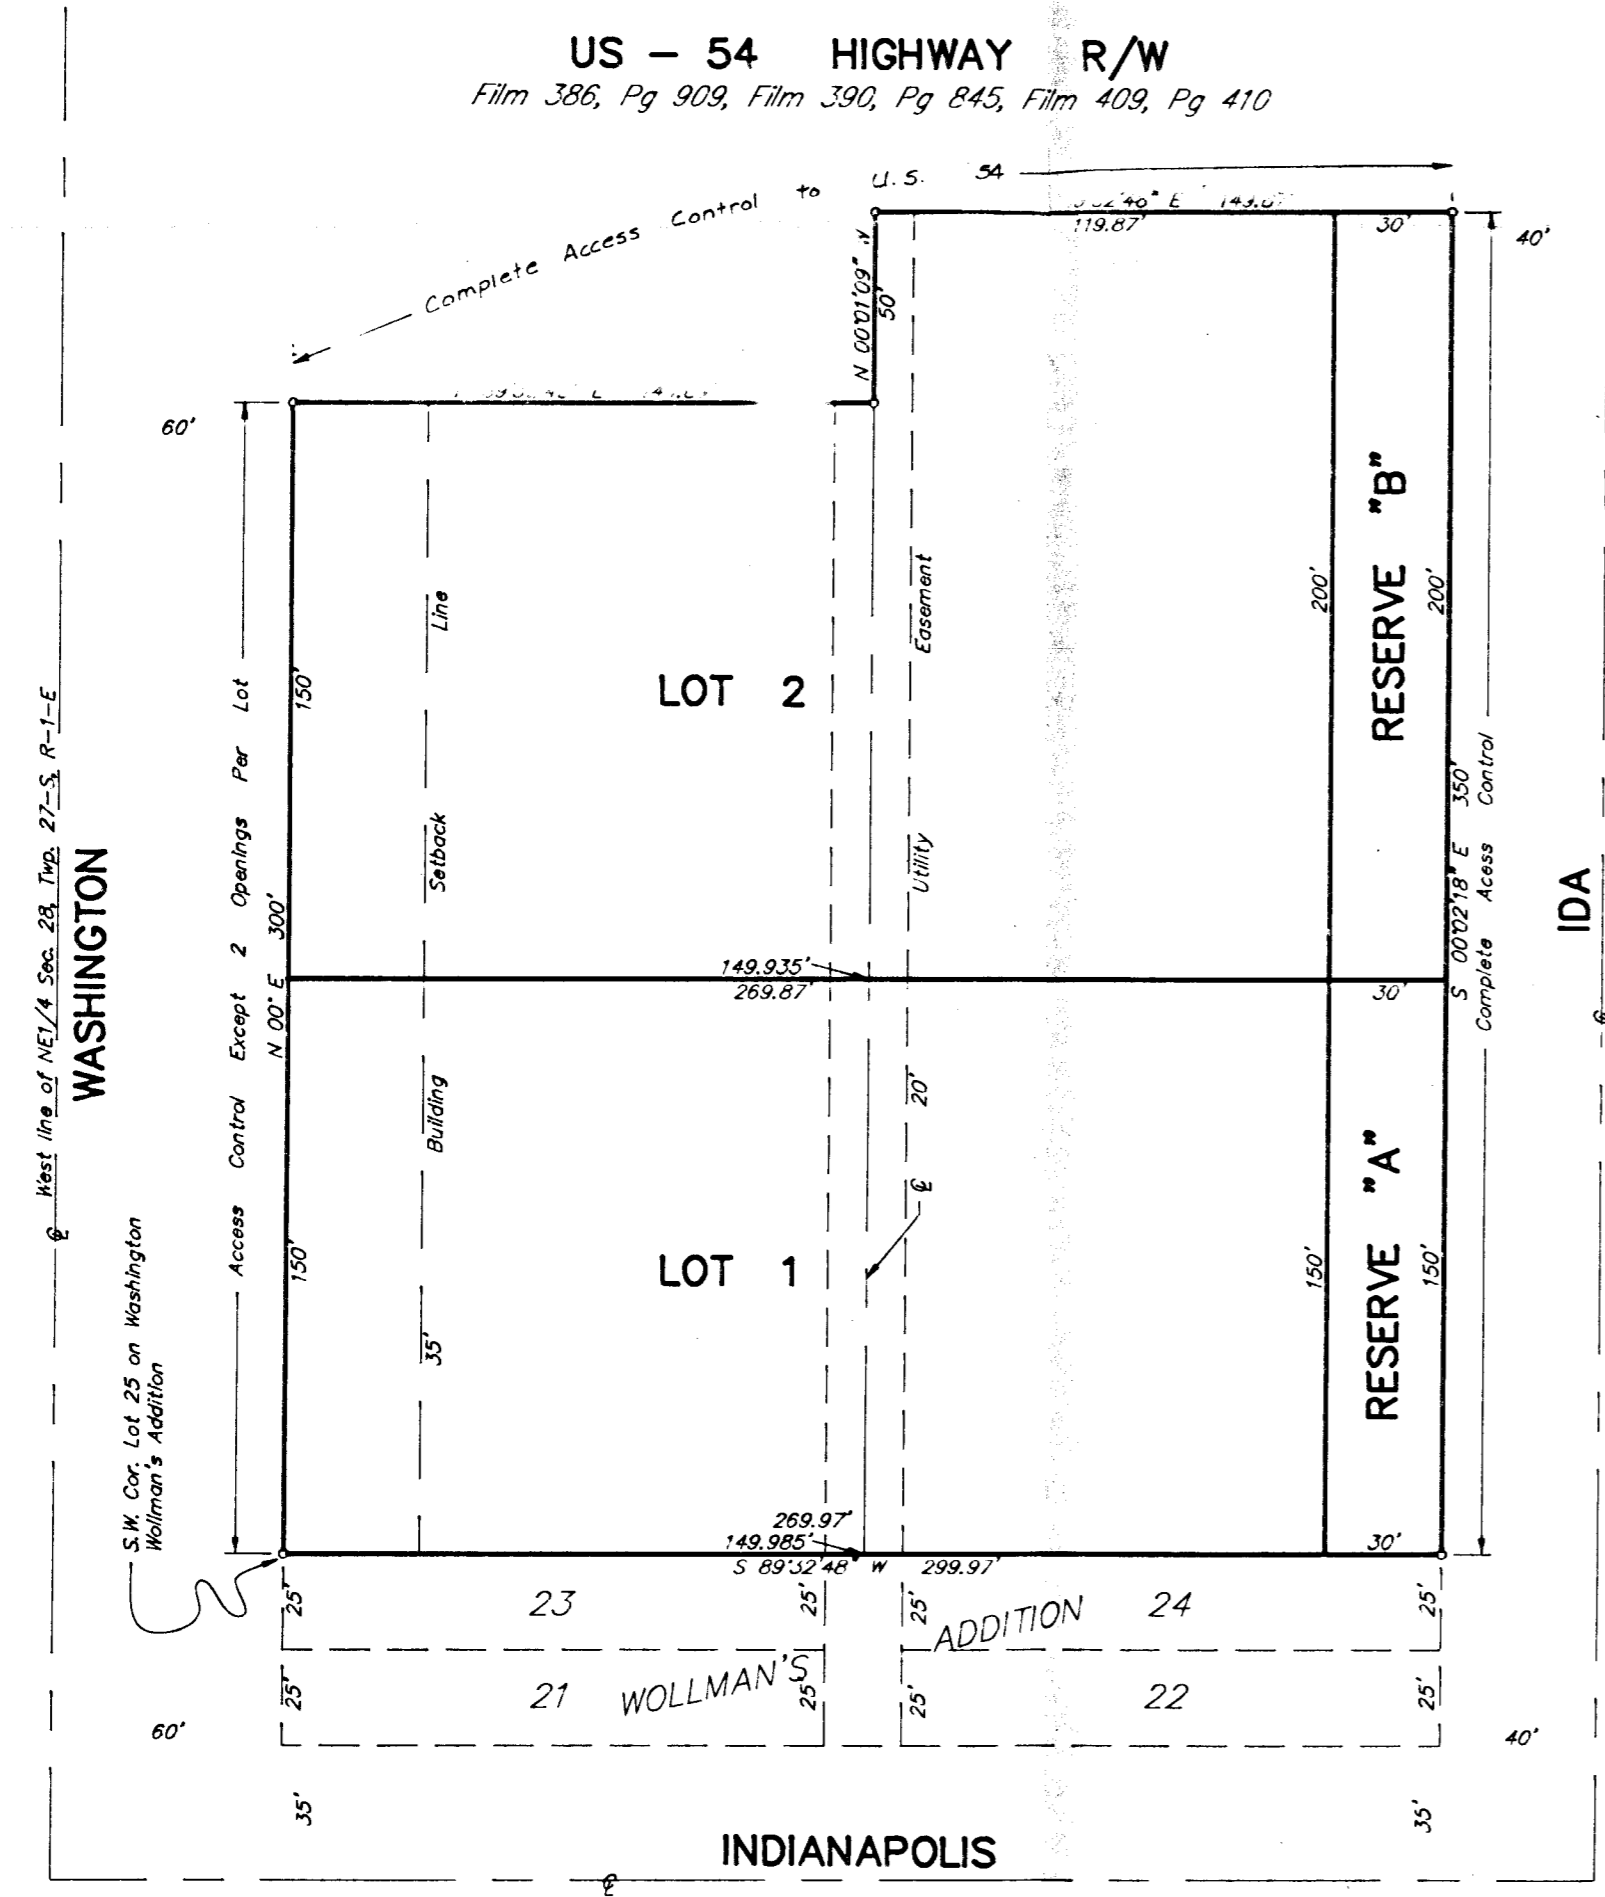 US - 54 HIGHWAY R/W
Film 386, Pg 909, Film 390, Pg 845, Film 409, Pg 410
Complete Access Control to U.S. 54
119.87'
30'
40'
N 00°01'09"
50'
60'
150'
Access Control Except 2 Openings Per Lot
N 00° E 300'
West line of NE1/4 Sec. 28, Twp. 27-S, R-1-E
WASHINGTON
Building Setback Line
35'
LOT 2
20' Utility Easement
200'
RESERVE "B"
200'
S 00°02'18" E 350'
Complete Acess Control
IDA
149.935'
269.87'
30'
150'
LOT 1
℄
150'
RESERVE "A"
150'
℄
℄
S.W. Cor. Lot 25 on Washington
Wollman's Addition
269.97'
149.985'
30'
S 89°32'48" W 299.97'
25'
23
25'
25'
24
25'
WOLLMAN'S ADDITION
25'
21
25'
25'
22
25'
60'
40'
35'
35'
INDIANAPOLIS
℄